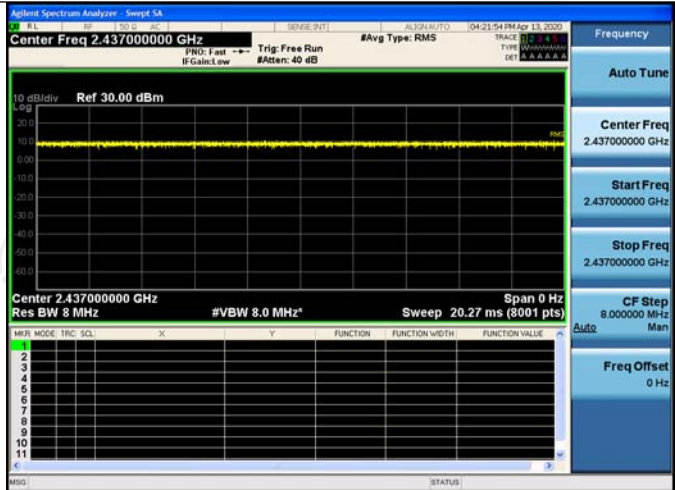 Agilent Spectrum Analyzer - Swept SA
RL RF 50 Ω AC SENSE:INT ALIGN AUTO 04:21:54 PM Apr 13, 2020
Center Freq 2.437000000 GHz
#Avg Type: RMS
TRACE 1 2 3 4 5 6
PNO: Fast
Trig: Free Run
TYPE
IFGain:Low
#Atten: 40 dB
DET A A A A A A
10 dB/div Ref 30.00 dBm
Log
20.0
RMS
10.0
0.00
-10.0
-20.0
-30.0
-40.0
-50.0
-60.0
Center 2.437000000 GHz Span 0 Hz
Res BW 8 MHz #VBW 8.0 MHz* Sweep 20.27 ms (8001 pts)
MKR MODE TRC SCL X Y FUNCTION FUNCTION WIDTH FUNCTION VALUE
1
2
3
4
5
6
7
8
9
10
11
MSG STATUS
Frequency
Auto Tune
Center Freq
2.437000000 GHz
Start Freq
2.437000000 GHz
Stop Freq
2.437000000 GHz
CF Step
8.000000 MHz
Auto Man
Freq Offset
0 Hz